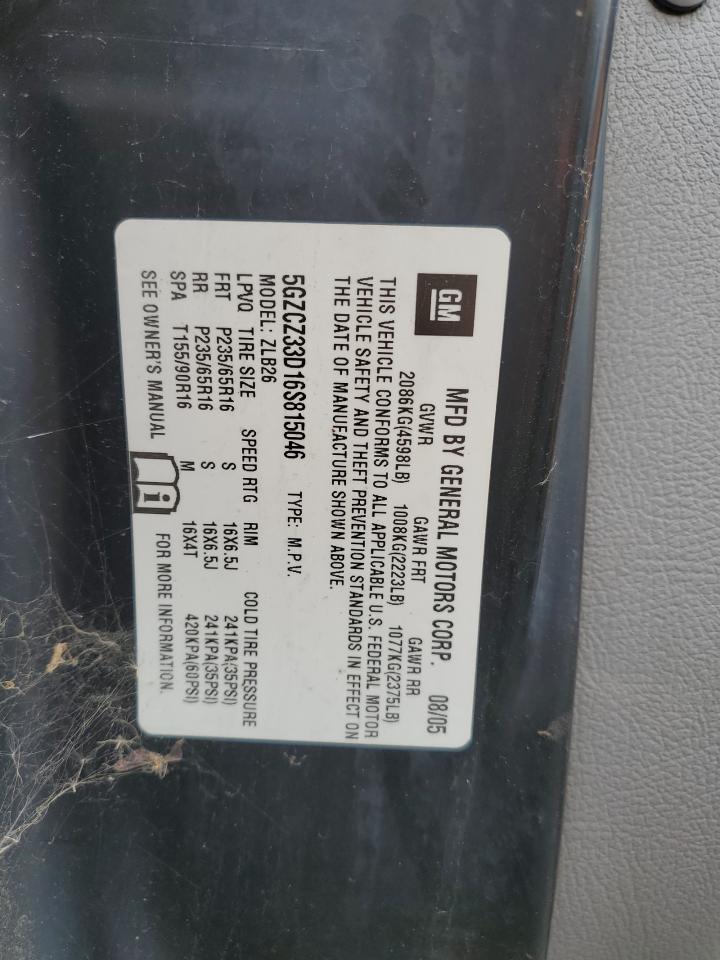 GM MFD BY GENERAL MOTORS CORP. 08/05
GVWR GAWR FRT GAWR RR
2086KG(4598LB) 1008KG(2223LB) 1077KG(2375LB)
THIS VEHICLE CONFORMS TO ALL APPLICABLE U.S. FEDERAL MOTOR
VEHICLE SAFETY AND THEFT PREVENTION STANDARDS IN EFFECT ON
THE DATE OF MANUFACTURE SHOWN ABOVE.
5GZCZ33D16S815046 TYPE: M.P.V.
MODEL: ZLB26
LPVQ TIRE SIZE SPEED RTG RIM COLD TIRE PRESSURE
FRT P235/65R16 S 16X6.5J 241KPA(35PSI)
RR P235/65R16 S 16X6.5J 241KPA(35PSI)
SPA T155/90R16 M 16X4T 420KPA(60PSI)
SEE OWNER'S MANUAL i FOR MORE INFORMATION.